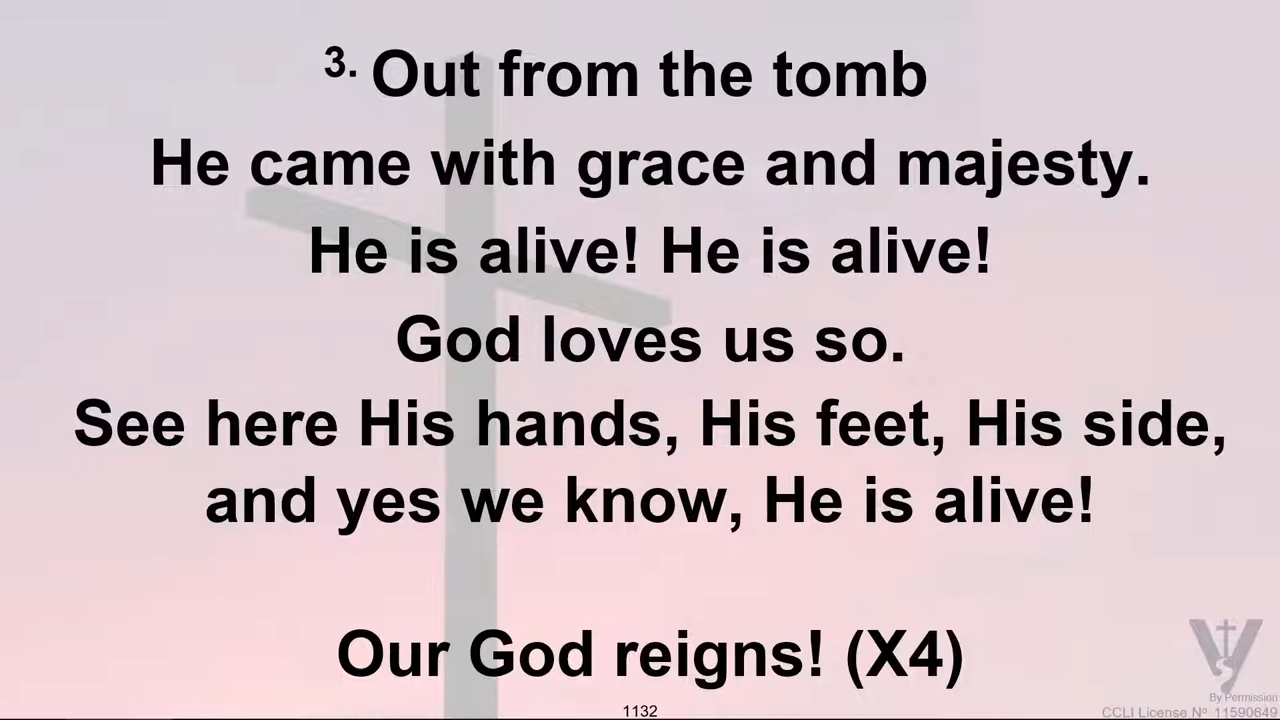 3. Out from the tomb
He came with grace and majesty.
He is alive! He is alive!
God loves us so.
See here His hands, His feet, His side,
and yes we know, He is alive!
Our God reigns! (X4)
1132
By Permission
CCLI License Nº 11590649